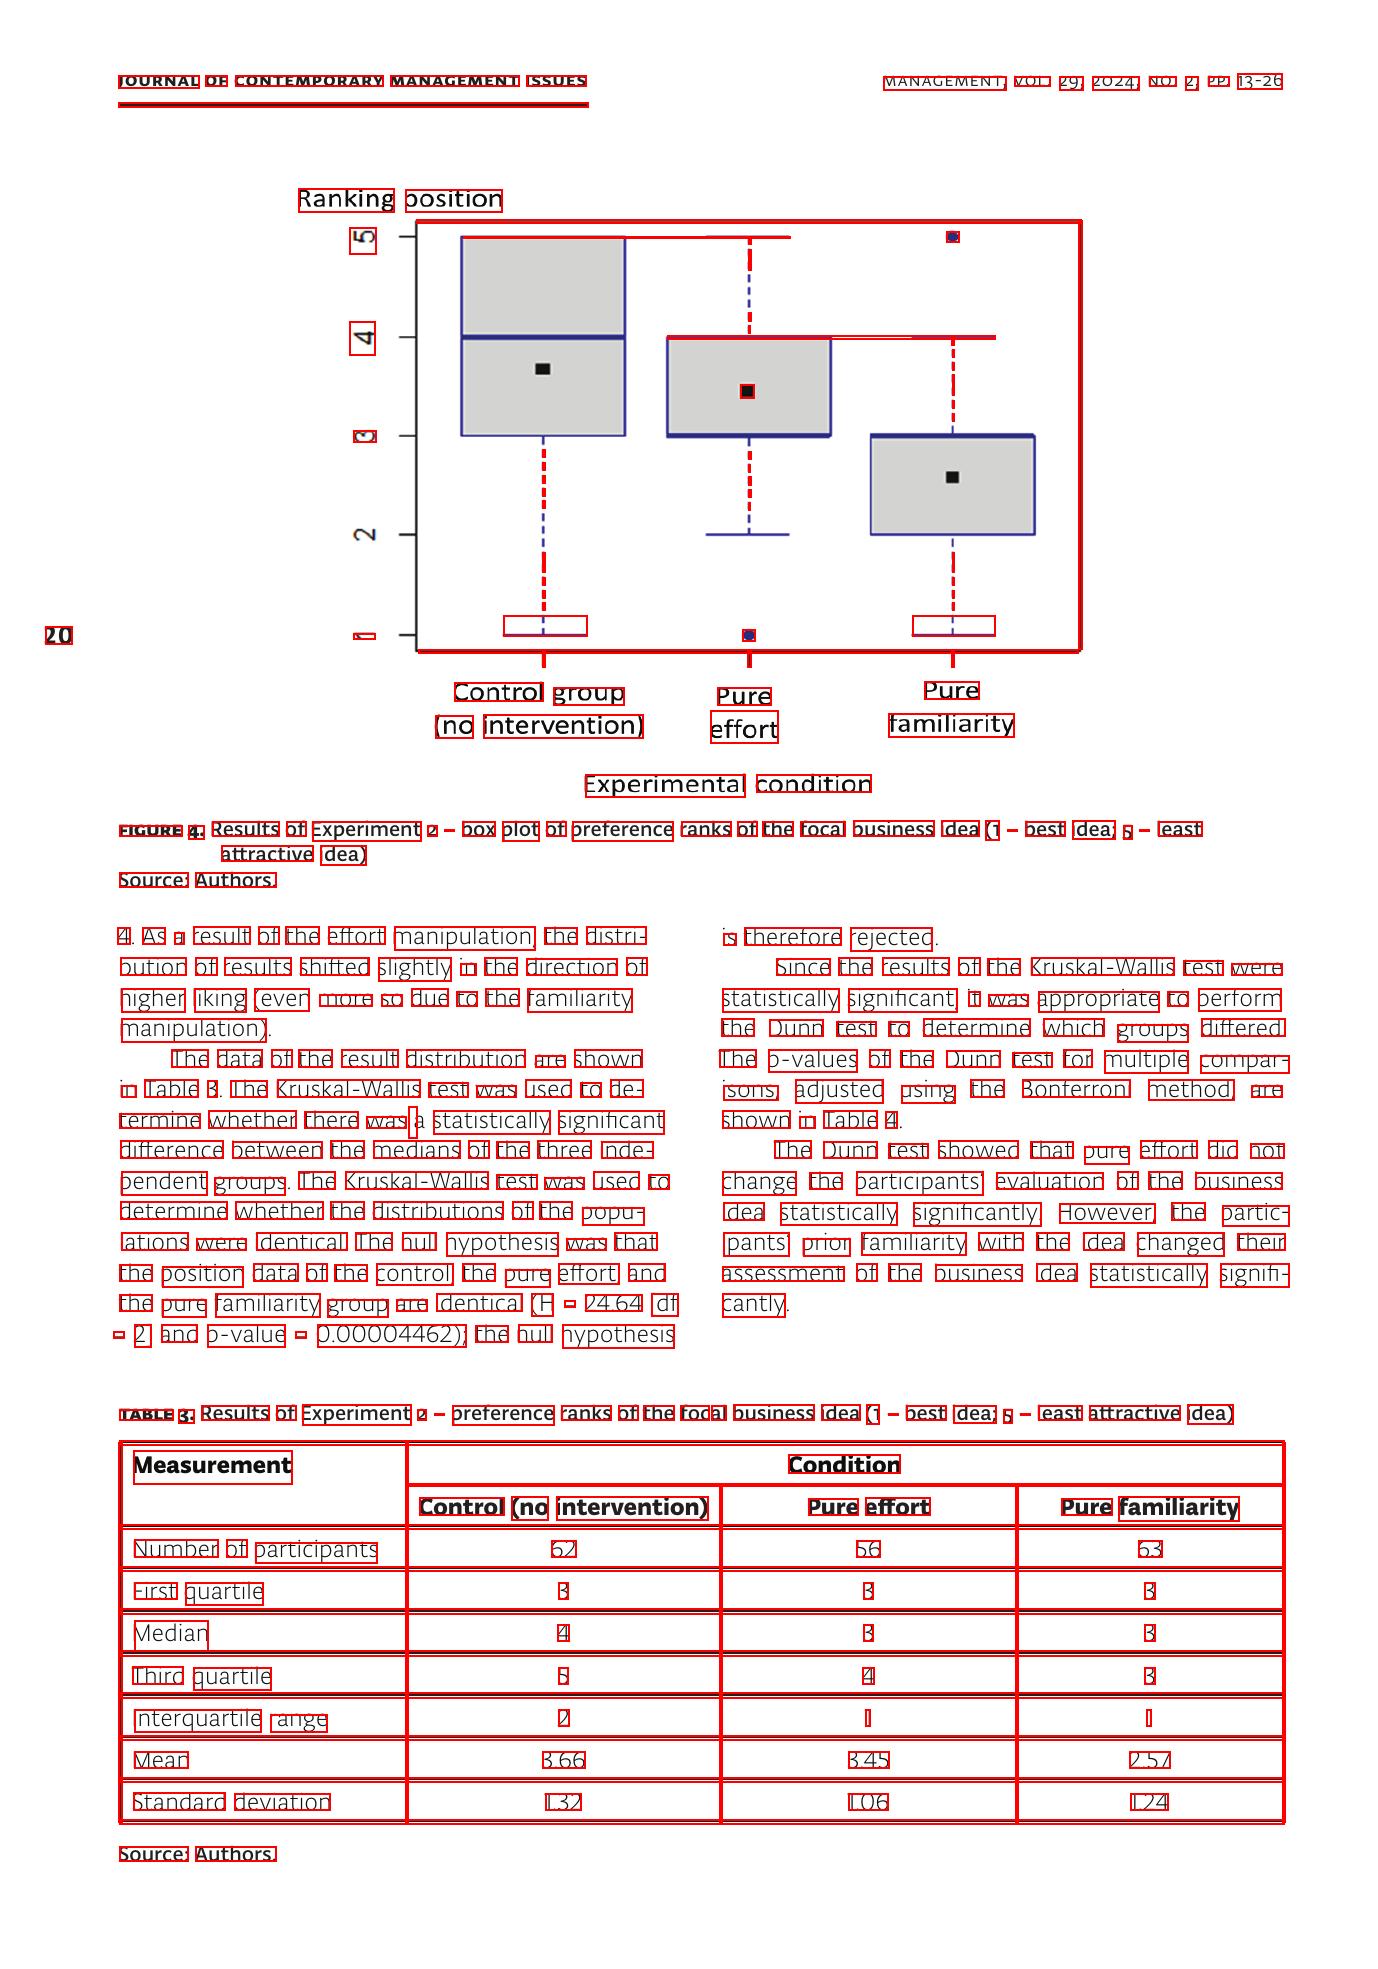 JOURNAL OF CONTEMPORARY MANAGEMENT ISSUES
MANAGEMENT, VOL. 29, 2024, NO. 2, PP. 13-26
Ranking position
5
4
3
2
1
20
Control group
(no intervention)
Pure
effort
Pure
familiarity
Experimental condition
FIGURE 4. Results of Experiment 2 – box plot of preference ranks of the focal business idea (1 – best idea; 5 – least
attractive idea)
Source: Authors.
4. As a result of the effort manipulation, the distri-
bution of results shifted slightly in the direction of
higher liking (even more so due to the familiarity
manipulation).
The data of the result distribution are shown
in Table 3. The Kruskal-Wallis test was used to de-
termine whether there was a statistically significant
difference between the medians of the three inde-
pendent groups. The Kruskal-Wallis test was used to
determine whether the distributions of the popu-
lations were identical. The null hypothesis was that
the position data of the control, the pure effort, and
the pure familiarity group are identical (H = 24.64, df
= 2, and p-value = 0.00004462); the null hypothesis
is therefore rejected.
Since the results of the Kruskal-Wallis test were
statistically significant, it was appropriate to perform
the Dunn test to determine which groups differed.
The p-values of the Dunn test for multiple compar-
isons, adjusted using the Bonferroni method, are
shown in Table 4.
The Dunn test showed that pure effort did not
change the participants' evaluation of the business
idea statistically significantly. However, the partic-
ipants' prior familiarity with the idea changed their
assessment of the business idea statistically signifi-
cantly.
TABLE 3. Results of Experiment 2 – preference ranks of the focal business idea (1 – best idea; 5 – least attractive idea)
Measurement
Condition
Control (no intervention) Pure effort Pure familiarity
Number of participants 62 56 63
First quartile 3 3 3
Median 4 3 3
Third quartile 5 4 3
Interquartile range 2 1 1
Mean 3.66 3.45 2.57
Standard deviation 1.32 1.06 1.24
Source: Authors.